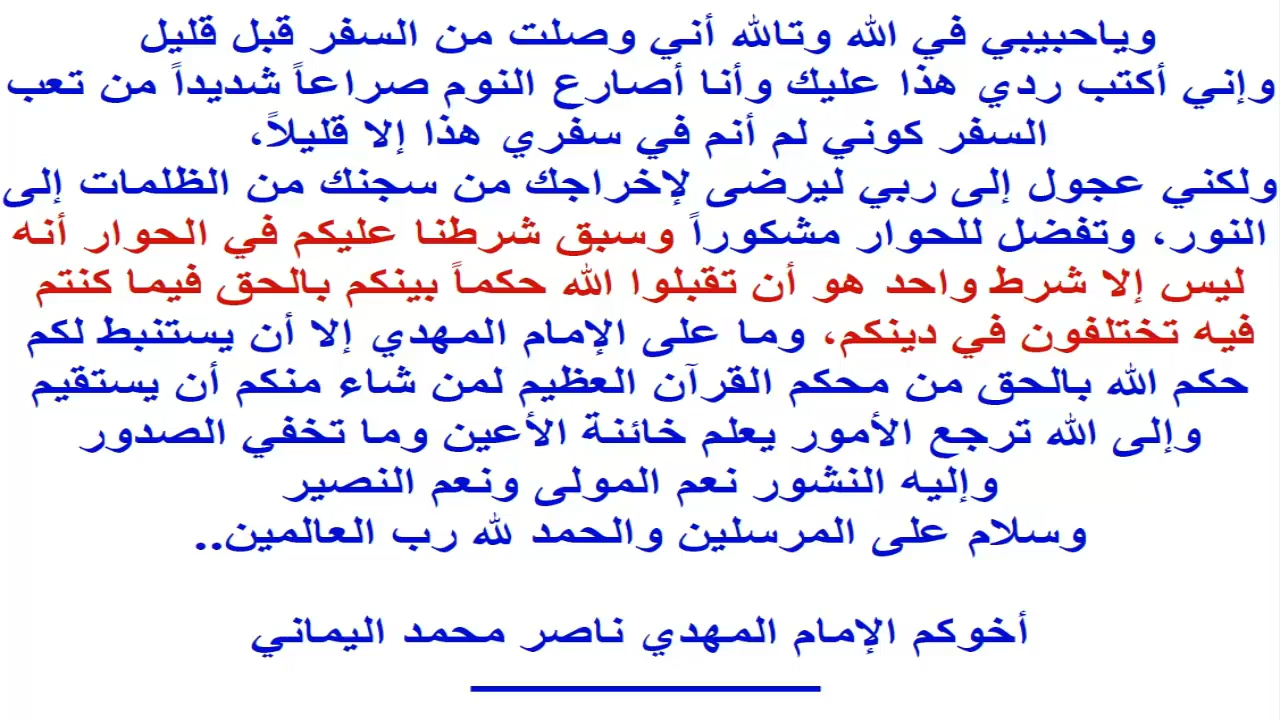 وياحبيبي في الله وتالله أني وصلت من السفر قبل قليل
وإني أكتب ردي هذا عليك وأنا أصارع النوم صراعاً شديداً من تعب
السفر كوني لم أنم في سفري هذا إلا قليلاً،
ولكني عجول إلى ربي ليرضى لإخراجك من سجنك من الظلمات إلى
النور، وتفضل للحوار مشكوراً وسبق شرطنا عليكم في الحوار أنه
ليس إلا شرط واحد هو أن تقبلوا الله حكماً بينكم بالحق فيما كنتم
فيه تختلفون في دينكم، وما على الإمام المهدي إلا أن يستنبط لكم
حكم الله بالحق من محكم القرآن العظيم لمن شاء منكم أن يستقيم
وإلى الله ترجع الأمور يعلم خائنة الأعين وما تخفي الصدور
وإليه النشور نعم المولى ونعم النصير
وسلام على المرسلين والحمد لله رب العالمين..
أخوكم الإمام المهدي ناصر محمد اليماني